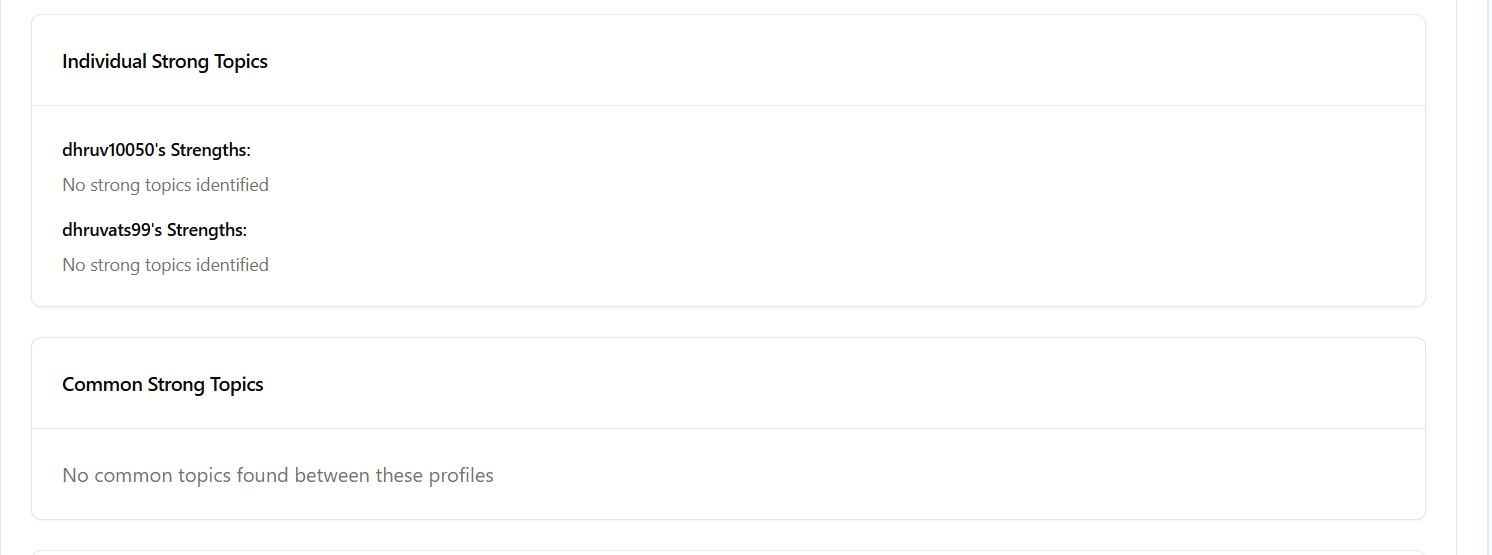 Individual Strong Topics
dhruv10050's Strengths:
No strong topics identified
dhruvats99's Strengths:
No strong topics identified
Common Strong Topics
No common topics found between these profiles